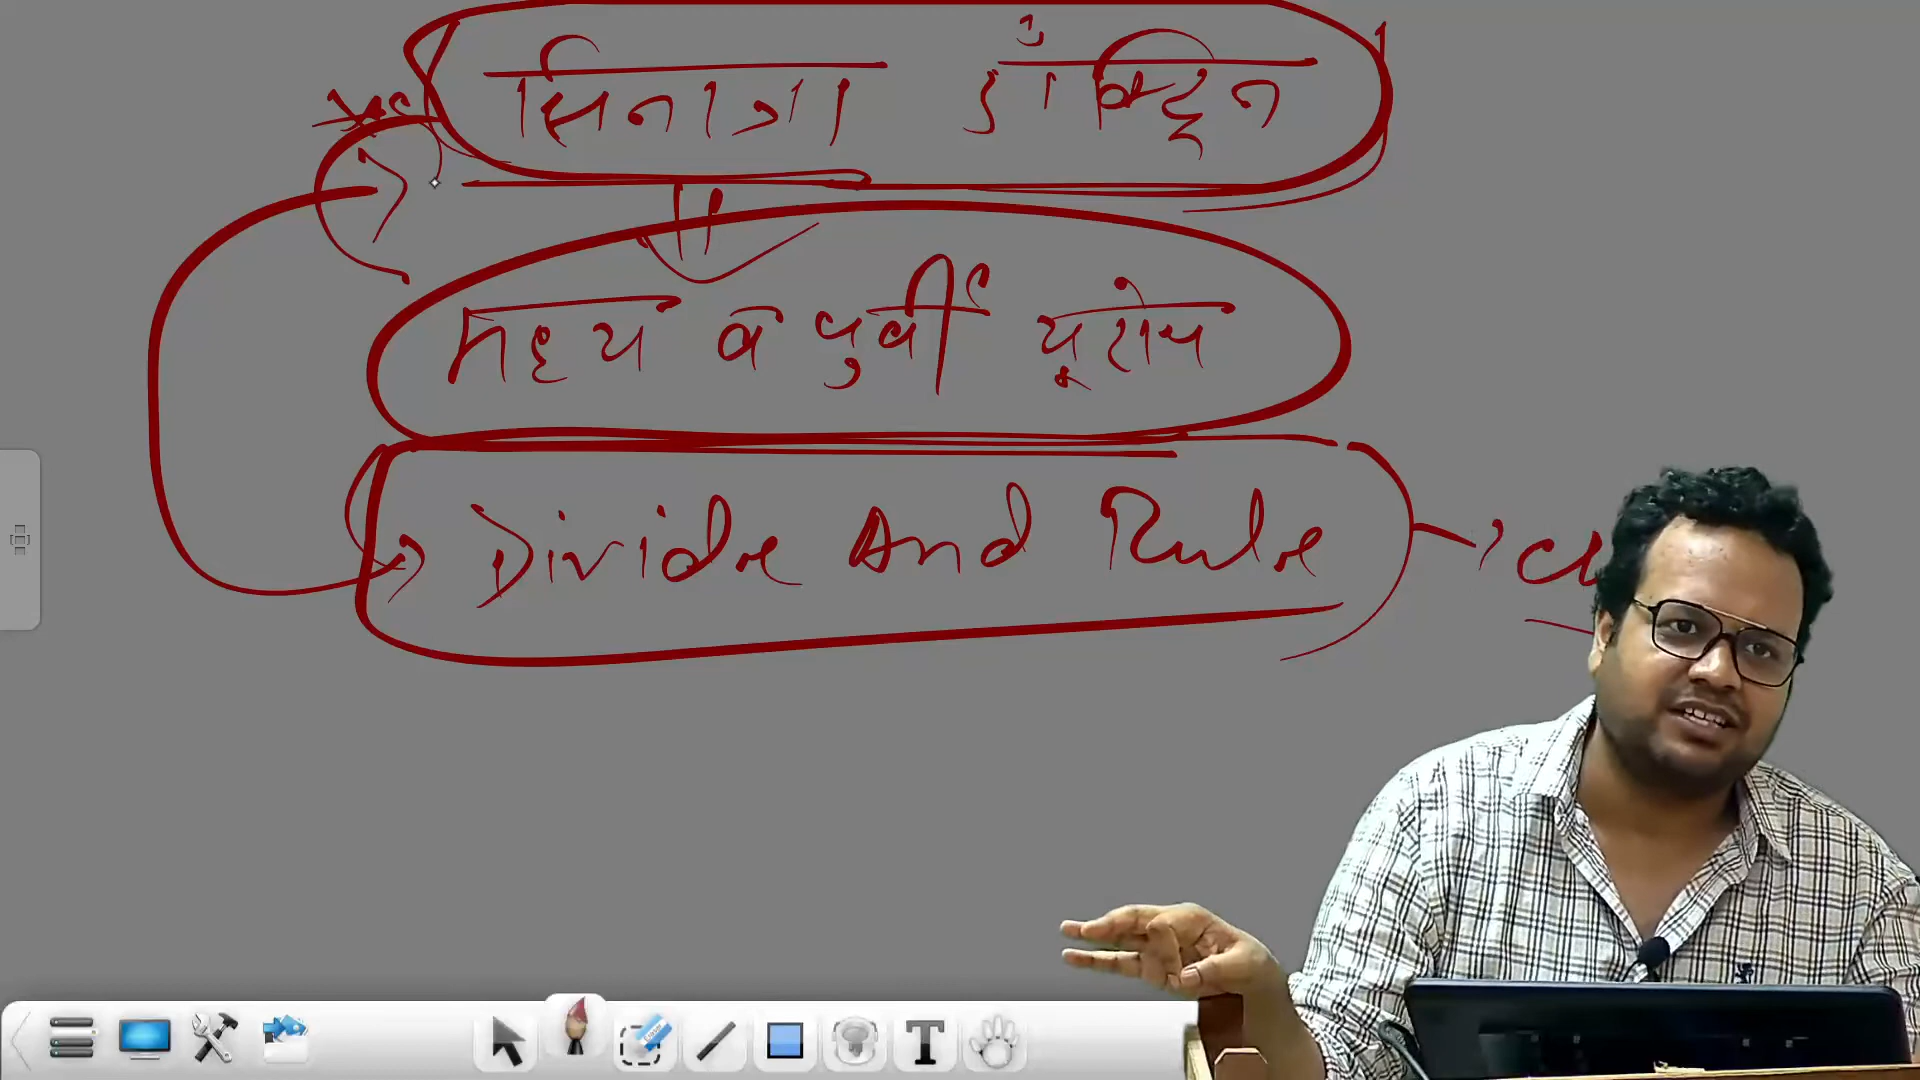 सिनात्रा डॉक्ट्रिन
मध्य व पुर्वी यूरोप
Divide And Rule